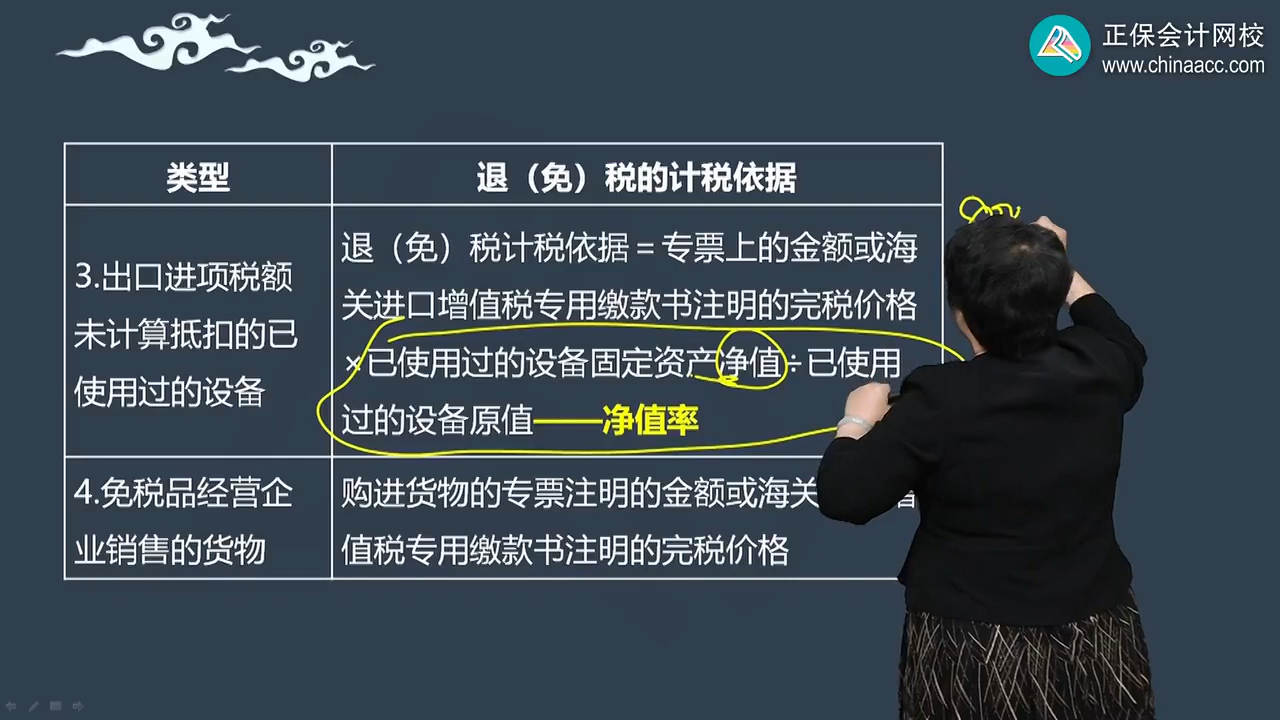 正保会计网校
www.chinaacc.com
类型
退（免）税的计税依据
3.出口进项税额
未计算抵扣的已
使用过的设备
退（免）税计税依据＝专票上的金额或海
关进口增值税专用缴款书注明的完税价格
×已使用过的设备固定资产净值÷已使用
过的设备原值——净值率
4.免税品经营企
业销售的货物
购进货物的专票注明的金额或海关
值税专用缴款书注明的完税价格